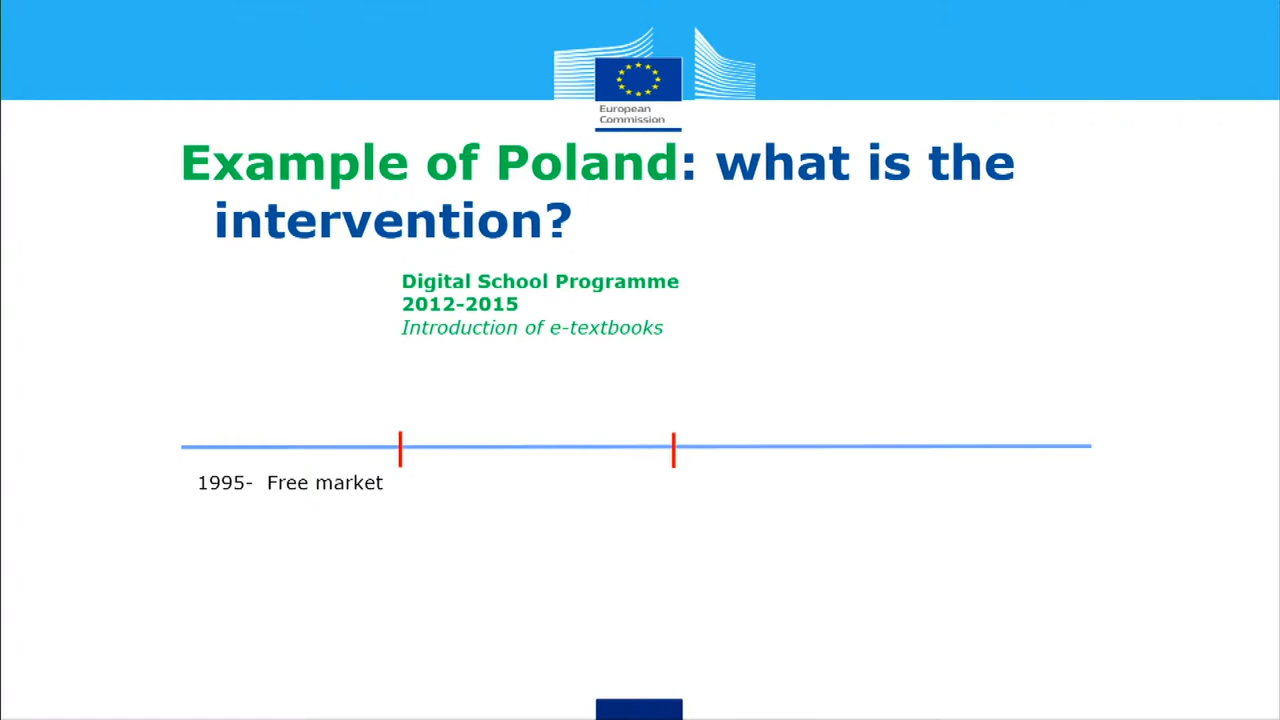 European
Commission
Example of Poland: what is the
intervention?
Digital School Programme
2012-2015
Introduction of e-textbooks
1995-  Free market